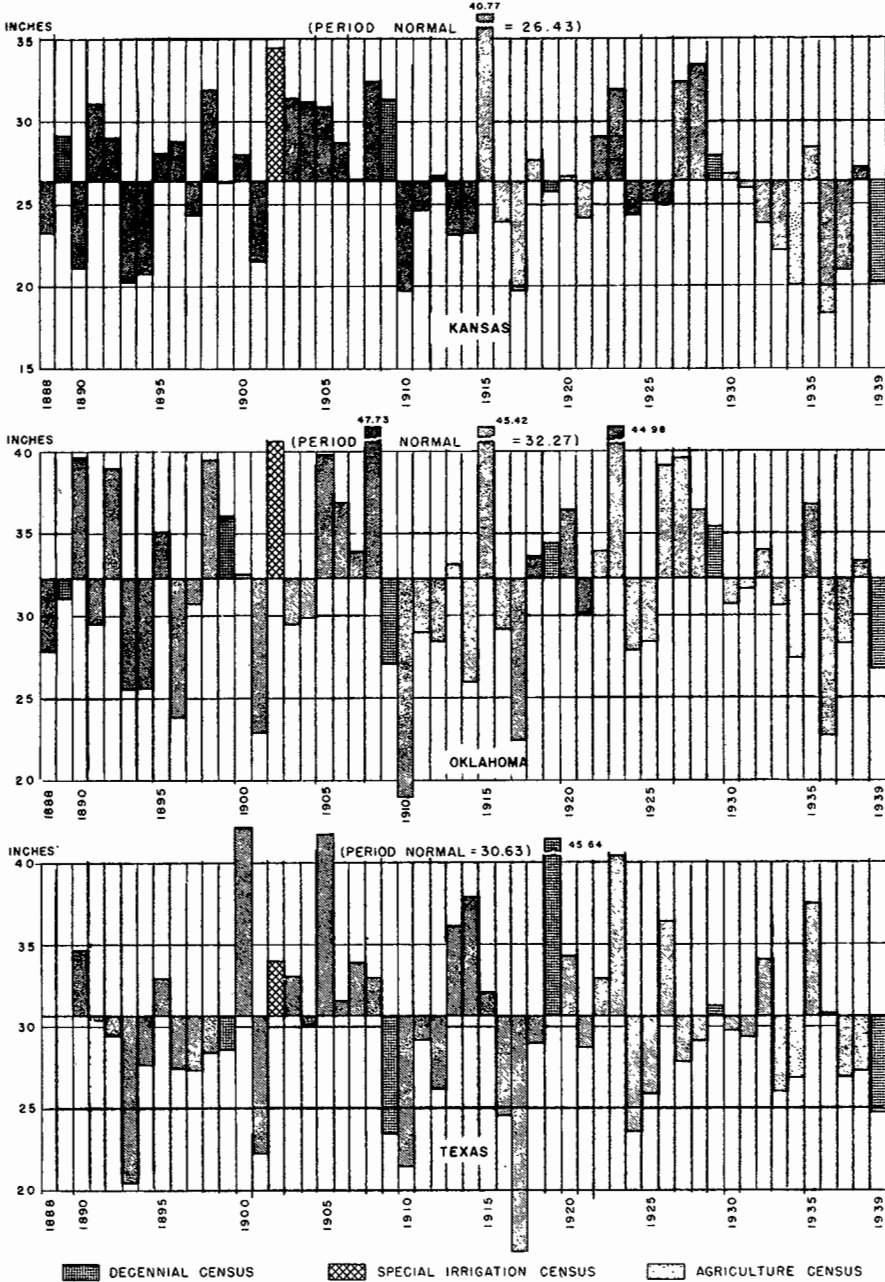 40.77
INCHES
(PERIOD NORMAL = 26.43)
35
30
25
20
15
KANSAS
1888 1890 1895 1900 1905 1910 1915 1920 1925 1930 1935 1939
INCHES
47.73 45.42 44 98
(PERIOD NORMAL =32.27)
40
35
30
25
20
OKLAHOMA
1888 1890 1895 1900 1905 1910 1915 1920 1925 1930 1935 1939
INCHES
(PERIOD NORMAL =30.63)
45 64
40
35
30
25
20
TEXAS
1888 1890 1895 1900 1905 1910 1915 1920 1925 1930 1935 1939
DECENNIAL CENSUS SPECIAL IRRIGATION CENSUS AGRICULTURE CENSUS